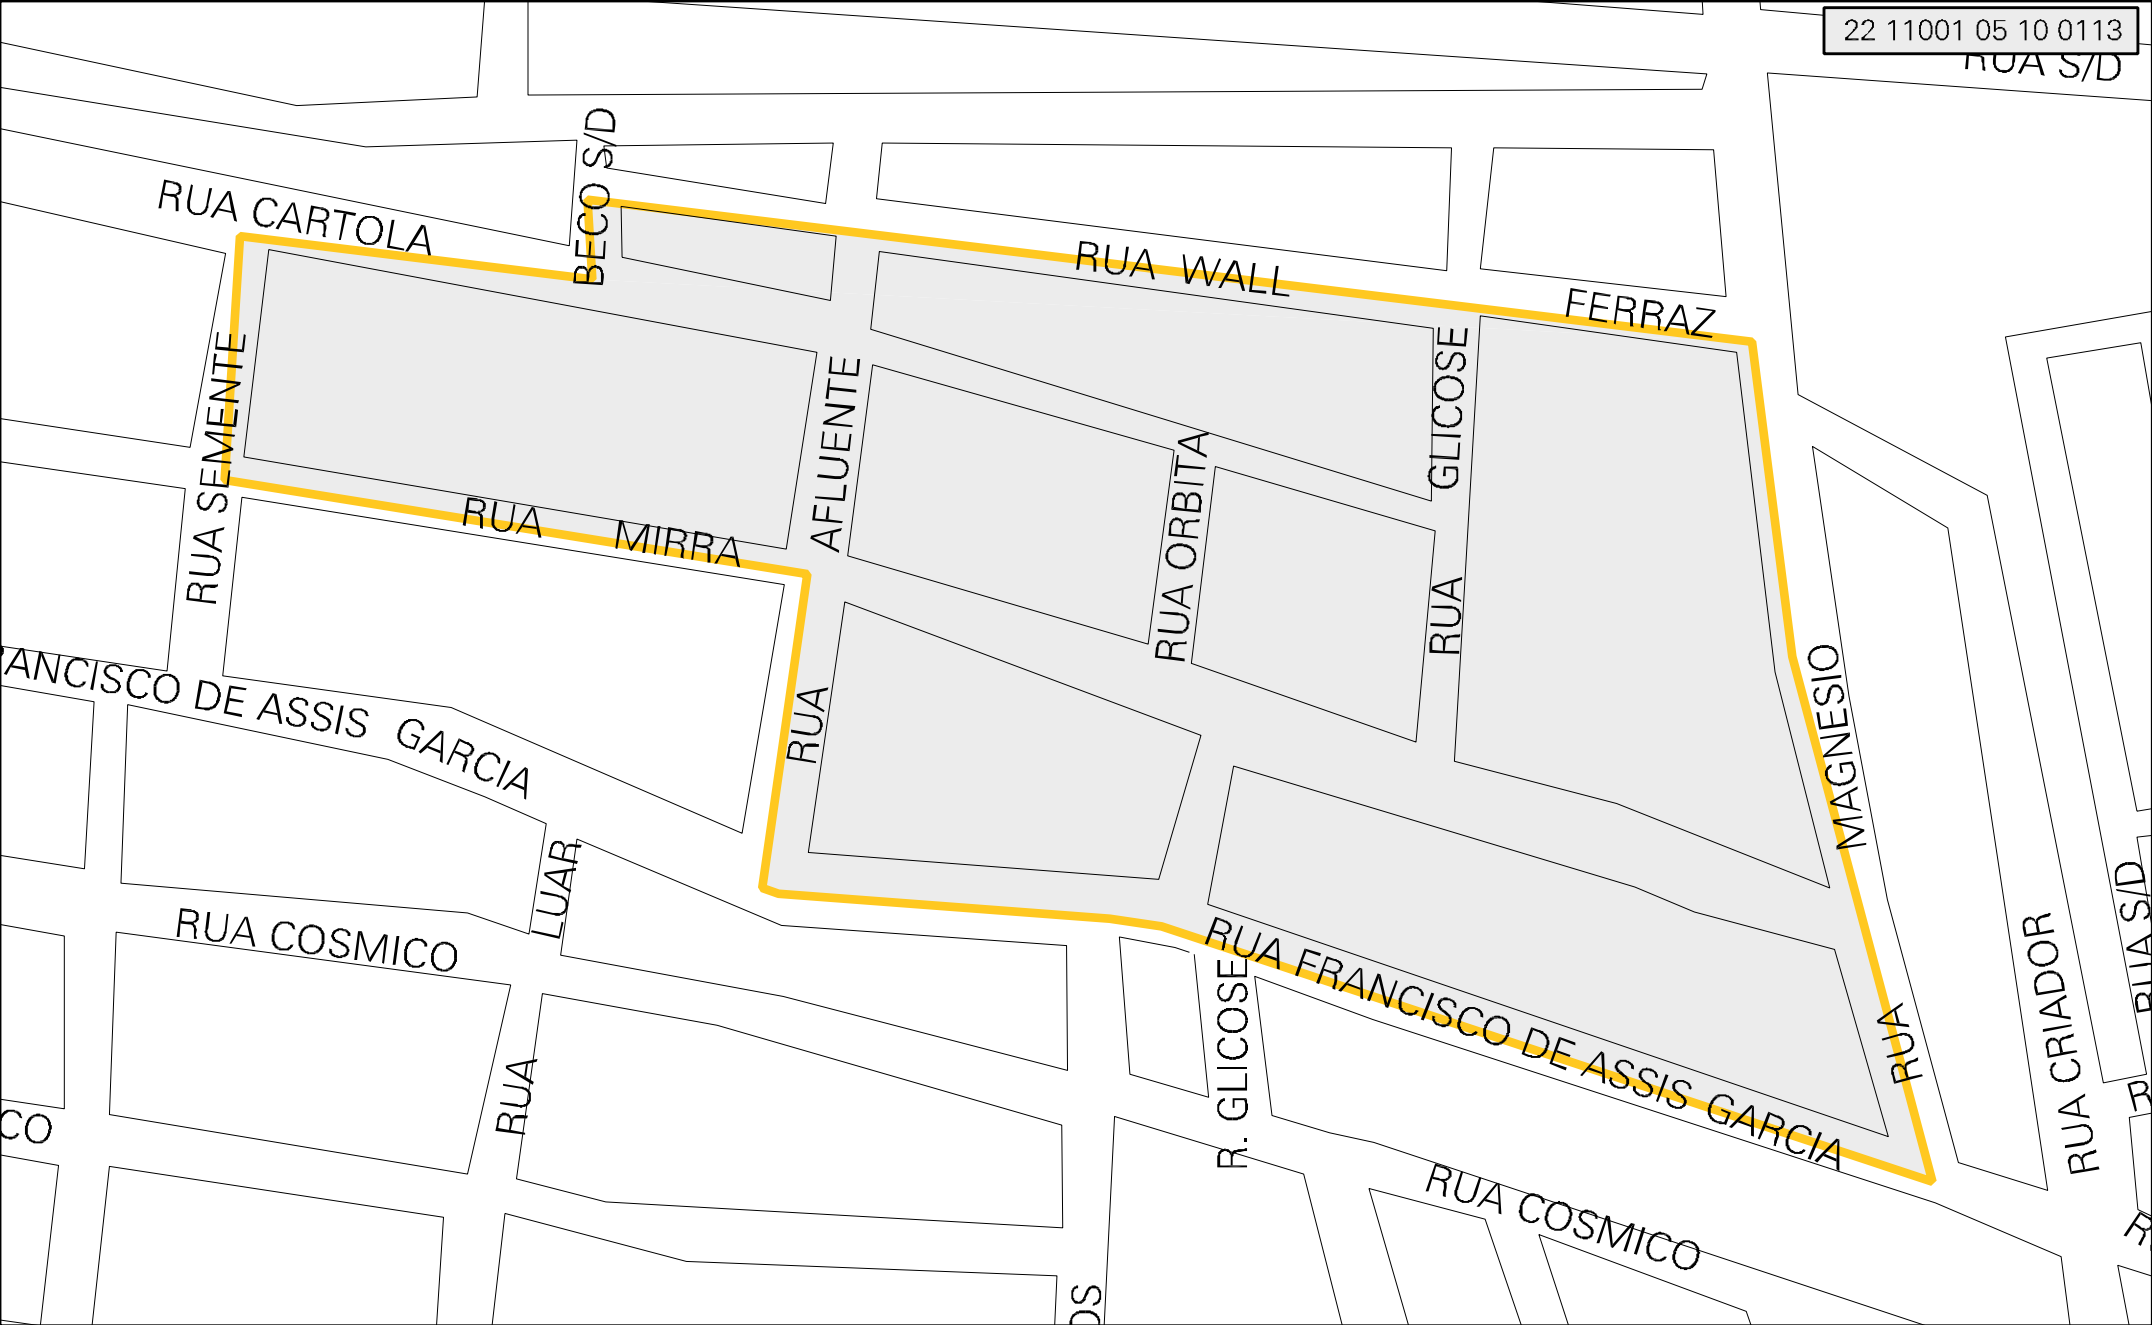 22 11001 05 10 0113
RUA S/D
BECO S/D
RUA CARTOLA
RUA WALL FERRAZ
RUA SEMENTE
RUA AFLUENTE
RUA GLICOSE
RUA ORBITA
RUA MIRRA
RUA MAGNESIO
ANCISCO DE ASSIS GARCIA
LUAR
RUA
RUA COSMICO
RUA FRANCISCO DE ASSIS GARCIA
R. GLICOSE
RUA CRIADOR
RUA S/D
CO
RUA COSMICO
OS
R